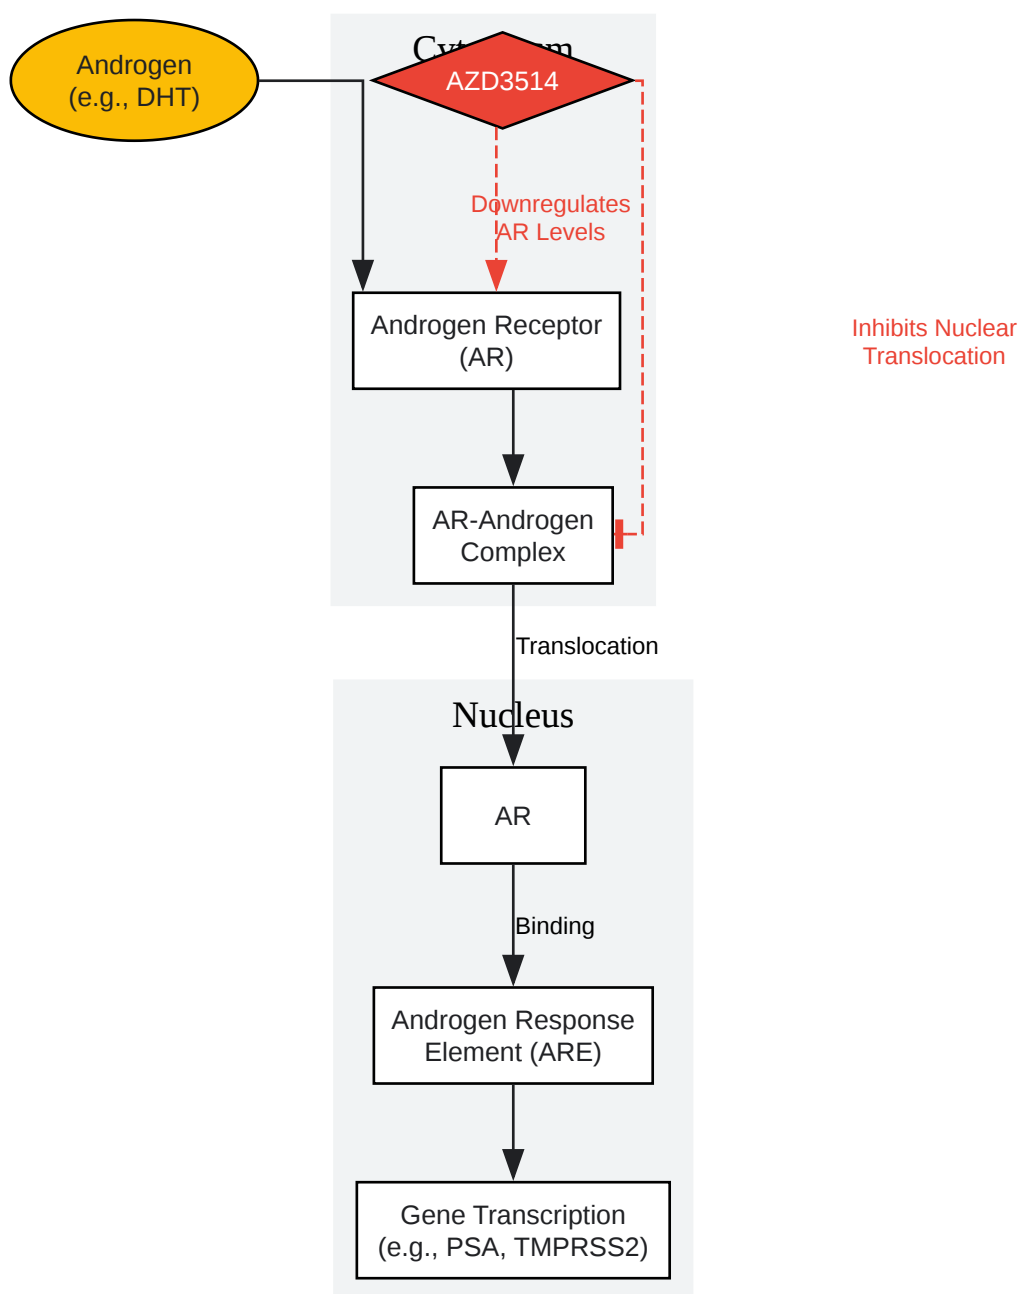 Androgen
(e.g., DHT)
AZD3514
Downregulates
AR Levels
Inhibits Nuclear
Translocation
Androgen Receptor
(AR)
AR-Androgen
Complex
Translocation
Nucleus
AR
Binding
Androgen Response
Element (ARE)
Gene Transcription
(e.g., PSA, TMPRSS2)